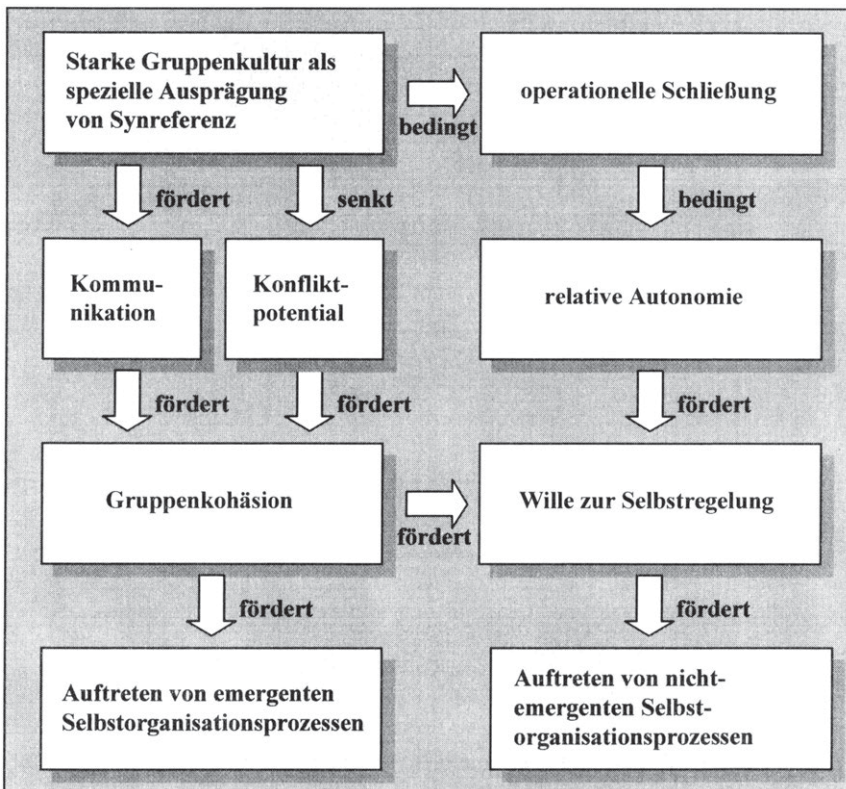 Starke Gruppenkultur als
spezielle Ausprägung
von Synreferenz
bedingt
operationelle Schließung
fördert
senkt
bedingt
Kommu-
nikation
Konflikt-
potential
relative Autonomie
fördert
fördert
fördert
Gruppenkohäsion
fördert
Wille zur Selbstregelung
fördert
fördert
Auftreten von emergenten
Selbstorganisationsprozessen
Auftreten von nicht-
emergenten Selbst-
organisationsprozessen